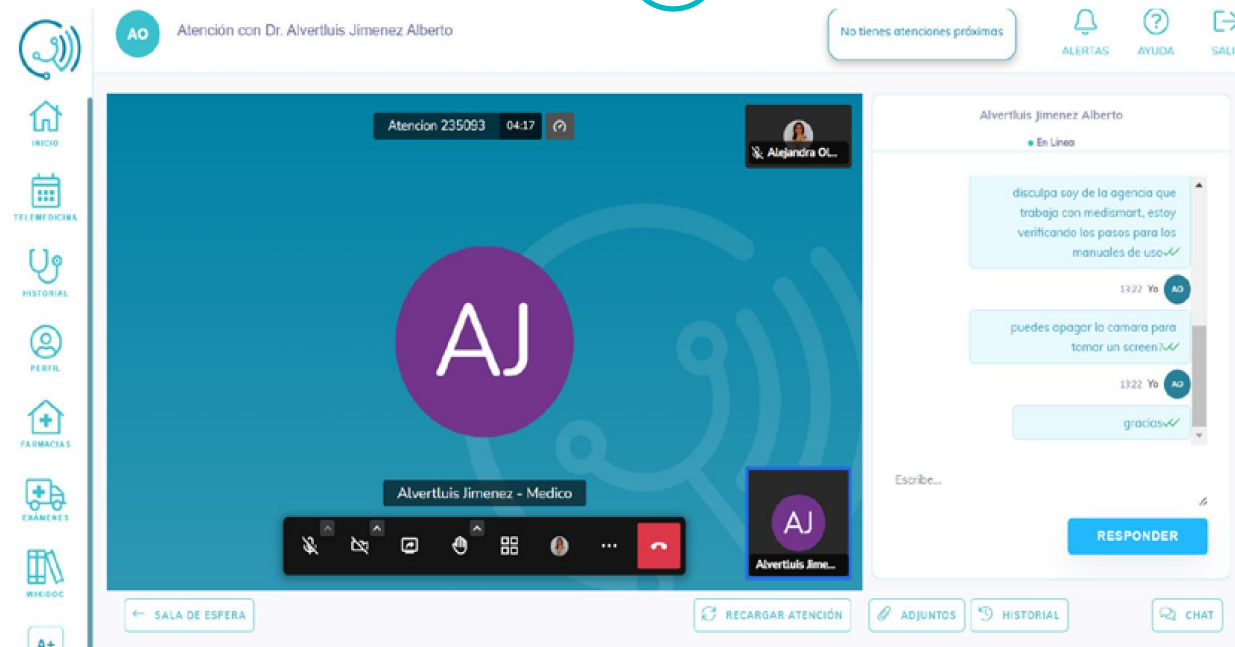 AO
Atención con Dr. Alvertluis Jimenez Alberto
No tienes atenciones próximas
ALERTAS
AYUDA
SALI
INICIO
TELEMEDICINA
HISTORIAL
PERFIL
FARMACIAS
EXÁMENES
WIKIDOC
A+
Atencion 235093 04:17
Alejandra Ol...
AJ
Alvertluis Jimenez - Medico
AJ
Alvertluis Jime...
Alvertluis Jimenez Alberto
En Línea
disculpa soy de la agencia que
trabaja con medismart, estoy
verificando los pasos para los
manuales de uso
13:22 Yo AO
puedes apagar la camara para
tomar un screen?
13:22 Yo AO
gracias
Escribe...
RESPONDER
SALA DE ESPERA
RECARGAR ATENCIÓN
ADJUNTOS
HISTORIAL
CHAT